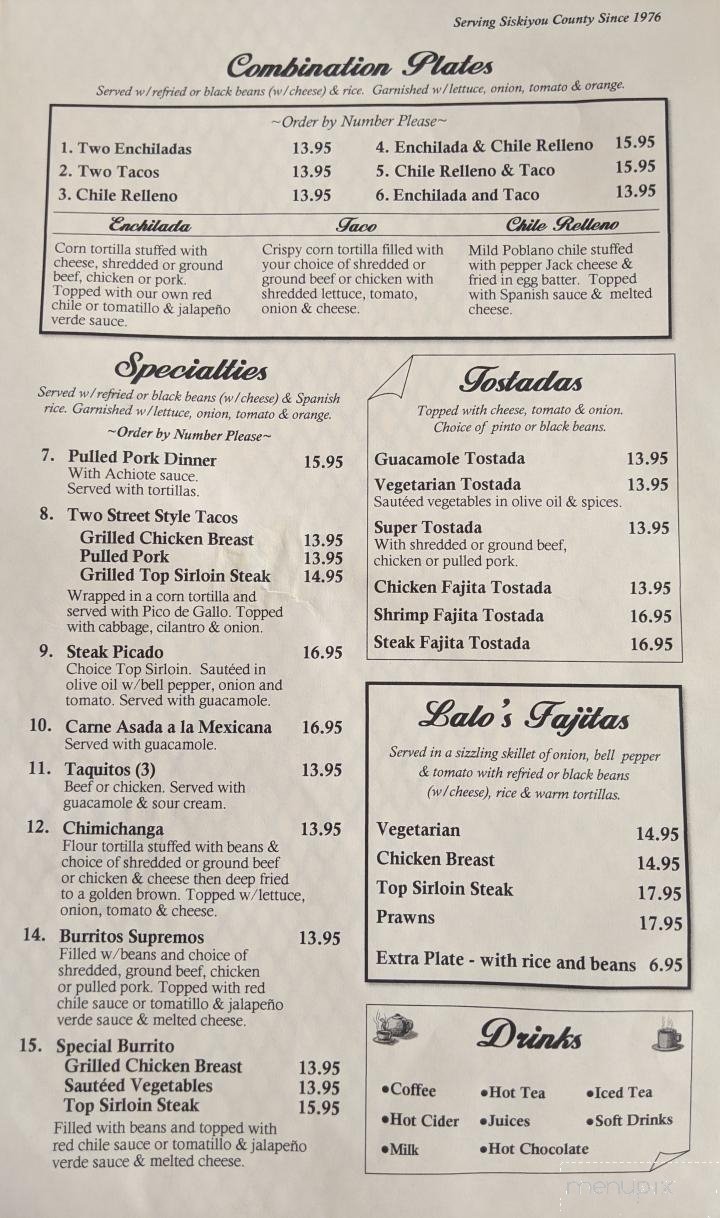 Serving Siskiyou County Since 1976
Combination Plates
Served w/refried or black beans (w/cheese) & rice. Garnished w/lettuce, onion, tomato & orange.
~Order by Number Please~
1. Two Enchiladas 13.95
2. Two Tacos 13.95
3. Chile Relleno 13.95
4. Enchilada & Chile Relleno 15.95
5. Chile Relleno & Taco 15.95
6. Enchilada and Taco 13.95
Enchilada
Corn tortilla stuffed with
cheese, shredded or ground
beef, chicken or pork.
Topped with our own red
chile or tomatillo & jalapeño
verde sauce.
Taco
Crispy corn tortilla filled with
your choice of shredded or
ground beef or chicken with
shredded lettuce, tomato,
onion & cheese.
Chile Relleno
Mild Poblano chile stuffed
with pepper Jack cheese &
fried in egg batter. Topped
with Spanish sauce & melted
cheese.
Specialties
Served w/refried or black beans (w/cheese) & Spanish
rice. Garnished w/lettuce, onion, tomato & orange.
~Order by Number Please~
7. Pulled Pork Dinner 15.95
With Achiote sauce.
Served with tortillas.
8. Two Street Style Tacos
Grilled Chicken Breast 13.95
Pulled Pork 13.95
Grilled Top Sirloin Steak 14.95
Wrapped in a corn tortilla and
served with Pico de Gallo. Topped
with cabbage, cilantro & onion.
9. Steak Picado 16.95
Choice Top Sirloin. Sautéed in
olive oil w/bell pepper, onion and
tomato. Served with guacamole.
10. Carne Asada a la Mexicana 16.95
Served with guacamole.
11. Taquitos (3) 13.95
Beef or chicken. Served with
guacamole & sour cream.
12. Chimichanga 13.95
Flour tortilla stuffed with beans &
choice of shredded or ground beef
or chicken & cheese then deep fried
to a golden brown. Topped w/lettuce,
onion, tomato & cheese.
14. Burritos Supremos 13.95
Filled w/beans and choice of
shredded, ground beef, chicken
or pulled pork. Topped with red
chile sauce or tomatillo & jalapeño
verde sauce & melted cheese.
15. Special Burrito
Grilled Chicken Breast 13.95
Sautéed Vegetables 13.95
Top Sirloin Steak 15.95
Filled with beans and topped with
red chile sauce or tomatillo & jalapeño
verde sauce & melted cheese.
Tostadas
Topped with cheese, tomato & onion.
Choice of pinto or black beans.
Guacamole Tostada 13.95
Vegetarian Tostada 13.95
Sautéed vegetables in olive oil & spices.
Super Tostada 13.95
With shredded or ground beef,
chicken or pulled pork.
Chicken Fajita Tostada 13.95
Shrimp Fajita Tostada 16.95
Steak Fajita Tostada 16.95
Lalo's Fajitas
Served in a sizzling skillet of onion, bell pepper
& tomato with refried or black beans
(w/cheese), rice & warm tortillas.
Vegetarian 14.95
Chicken Breast 14.95
Top Sirloin Steak 17.95
Prawns 17.95
Extra Plate - with rice and beans 6.95
Drinks
•Coffee •Hot Tea •Iced Tea
•Hot Cider •Juices •Soft Drinks
•Milk •Hot Chocolate
menupix